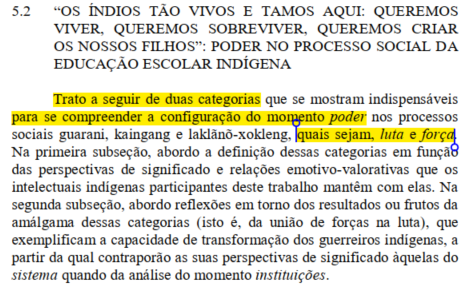 5.2 “OS ÍNDIOS TÃO VIVOS E TAMOS AQUI: QUEREMOS
VIVER, QUEREMOS SOBREVIVER, QUEREMOS CRIAR
OS NOSSOS FILHOS”: PODER NO PROCESSO SOCIAL DA
EDUCAÇÃO ESCOLAR INDÍGENA
Trato a seguir de duas categorias que se mostram indispensáveis
para se compreender a configuração do momento poder nos processos
sociais guarani, kaingang e laklãnõ-xokleng, quais sejam, luta e força.
Na primeira subseção, abordo a definição dessas categorias em função
das perspectivas de significado e relações emotivo-valorativas que os
intelectuais indígenas participantes deste trabalho mantêm com elas. Na
segunda subseção, abordo reflexões em torno dos resultados ou frutos da
amálgama dessas categorias (isto é, da união de forças na luta), que
exemplificam a capacidade de transformação dos guerreiros indígenas, a
partir da qual contraporão as suas perspectivas de significado àquelas do
sistema quando da análise do momento instituições.